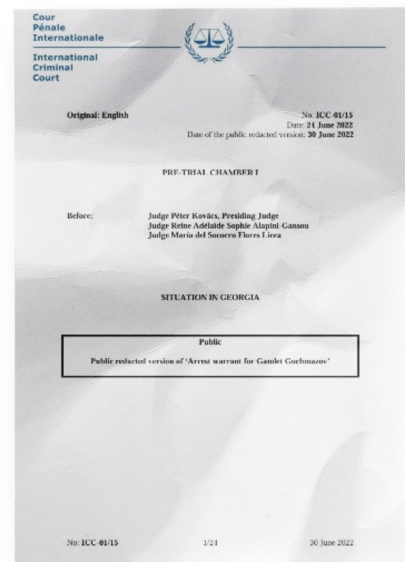 Cour
Pénale
Internationale
International
Criminal
Court
Original: English
No. ICC-01/15
Date: 24 June 2022
Date of the public redacted version: 30 June 2022
PRE-TRIAL CHAMBER I
Before:
Judge Péter Kovács, Presiding Judge
Judge Reine Adélaïde Sophie Alapini-Gansou
Judge María del Socorro Flores Liera
SITUATION IN GEORGIA
Public
Public redacted version of ‘Arrest warrant for Gamlet Guchmazov’
No: ICC-01/15
1/24
30 June 2022